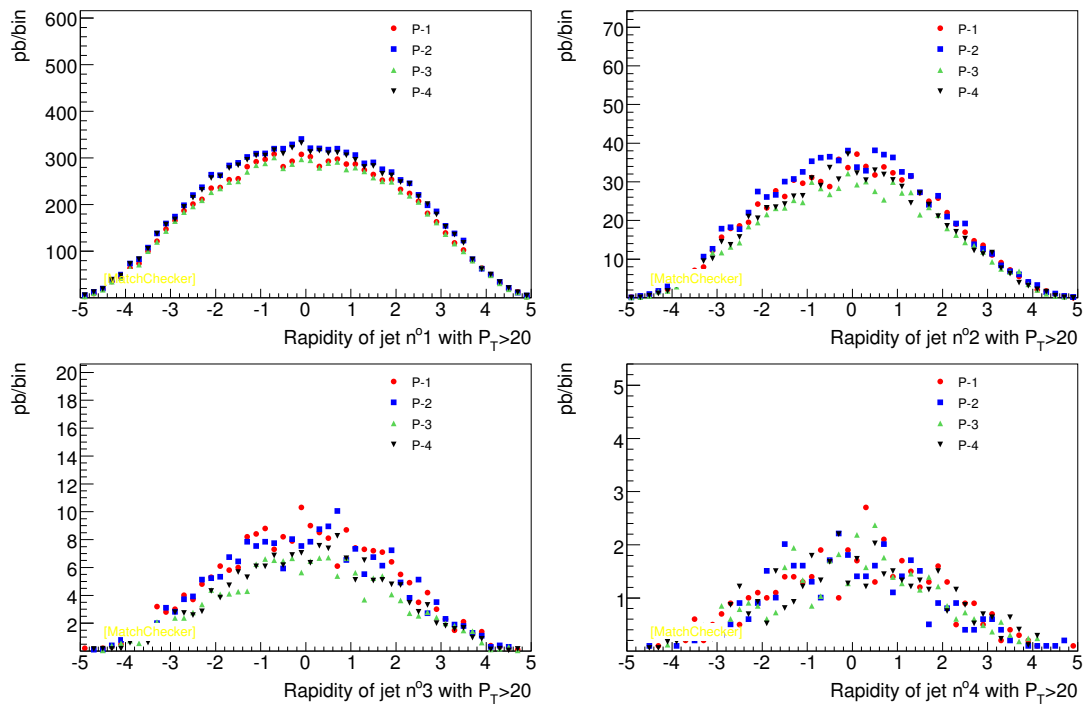 pb/bin
600
500
400
300
200
100
P-1
P-2
P-3
P-4
[MatchChecker]
-5 -4 -3 -2 -1 0 1 2 3 4 5
Rapidity of jet nº1 with P_T>20
pb/bin
70
60
50
40
30
20
10
P-1
P-2
P-3
P-4
[MatchChecker]
-5 -4 -3 -2 -1 0 1 2 3 4 5
Rapidity of jet nº2 with P_T>20
pb/bin
20
18
16
14
12
10
8
6
4
2
P-1
P-2
P-3
P-4
[MatchChecker]
-5 -4 -3 -2 -1 0 1 2 3 4 5
Rapidity of jet nº3 with P_T>20
pb/bin
5
4
3
2
1
P-1
P-2
P-3
P-4
[MatchChecker]
-5 -4 -3 -2 -1 0 1 2 3 4 5
Rapidity of jet nº4 with P_T>20